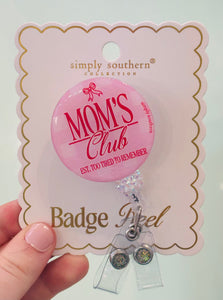 simply southern®
COLLECTION
MOM'S
Club
EST. TOO TIRED TO REMEMBER
Badge Reel